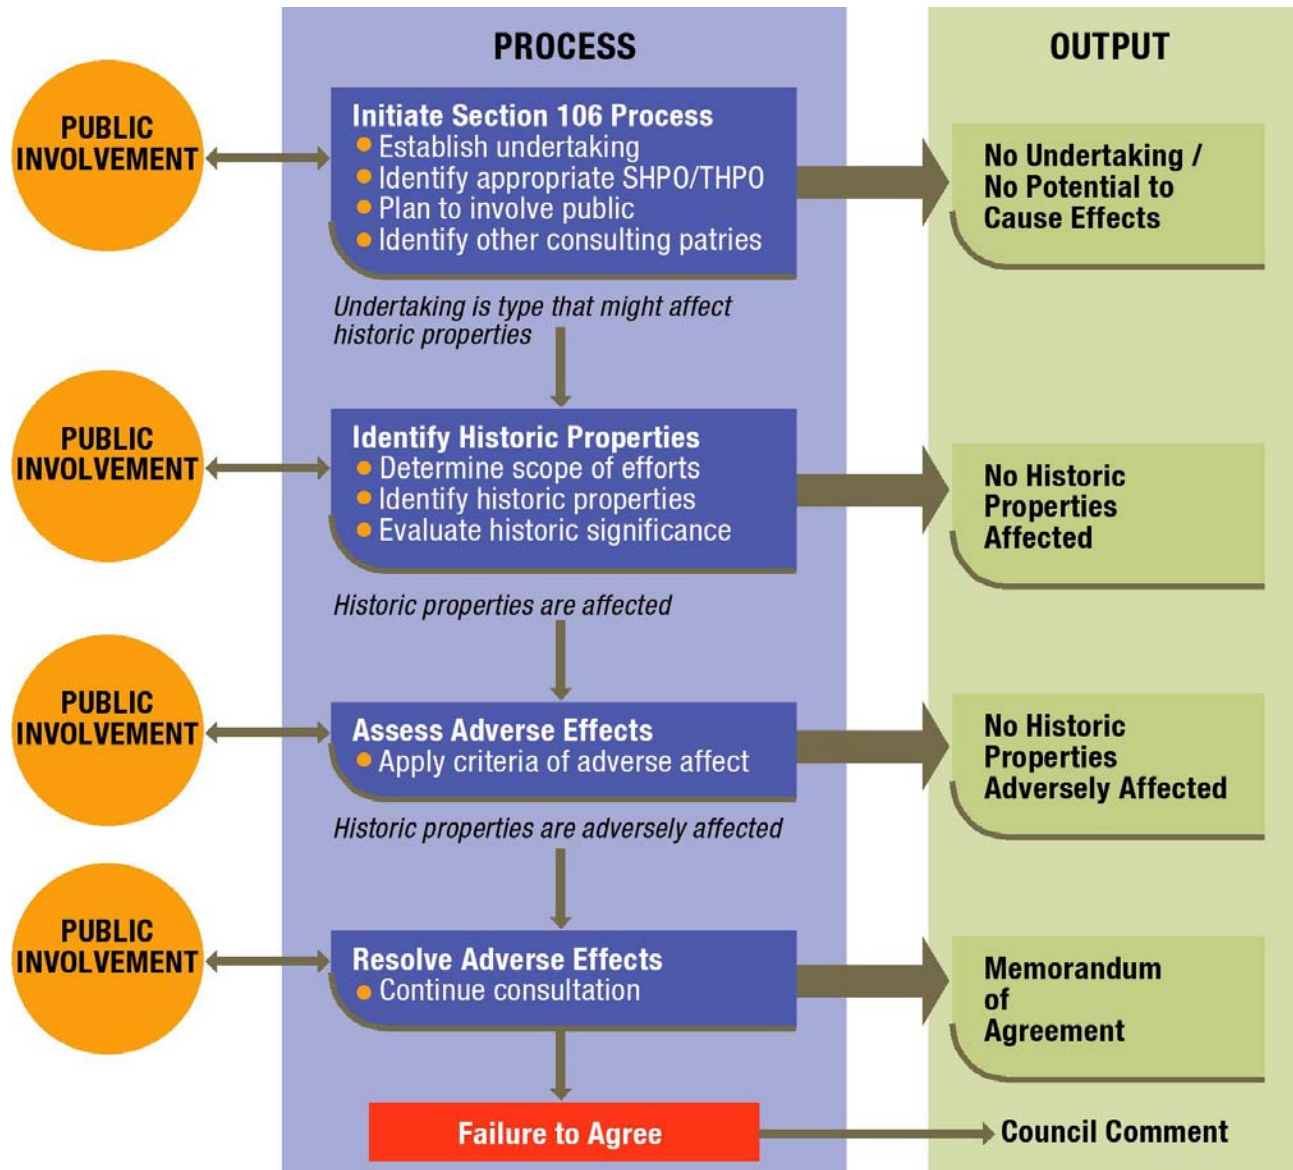 PROCESS
OUTPUT
PUBLIC
INVOLVEMENT
Initiate Section 106 Process
Establish undertaking
Identify appropriate SHPO/THPO
Plan to involve public
Identify other consulting patries
No Undertaking /
No Potential to
Cause Effects
Undertaking is type that might affect
historic properties
PUBLIC
INVOLVEMENT
Identify Historic Properties
Determine scope of efforts
Identify historic properties
Evaluate historic significance
No Historic
Properties
Affected
Historic properties are affected
PUBLIC
INVOLVEMENT
Assess Adverse Effects
Apply criteria of adverse affect
No Historic
Properties
Adversely Affected
Historic properties are adversely affected
PUBLIC
INVOLVEMENT
Resolve Adverse Effects
Continue consultation
Memorandum
of
Agreement
Failure to Agree
Council Comment